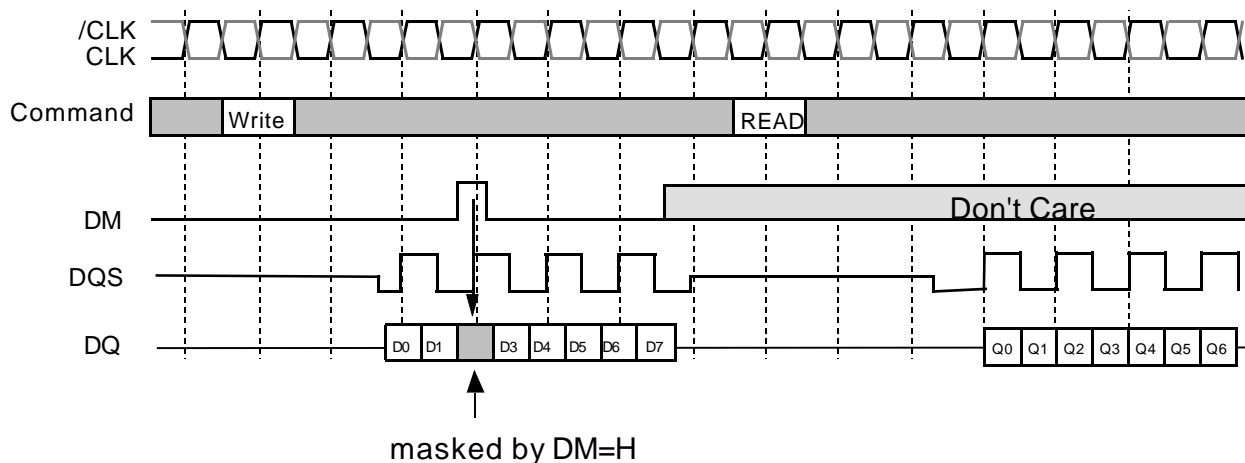 /CLK
CLK
Command
Write
READ
DM
Don't Care
DQS
DQ
D0 D1 D3 D4 D5 D6 D7
Q0 Q1 Q2 Q3 Q4 Q5 Q6
masked by DM=H